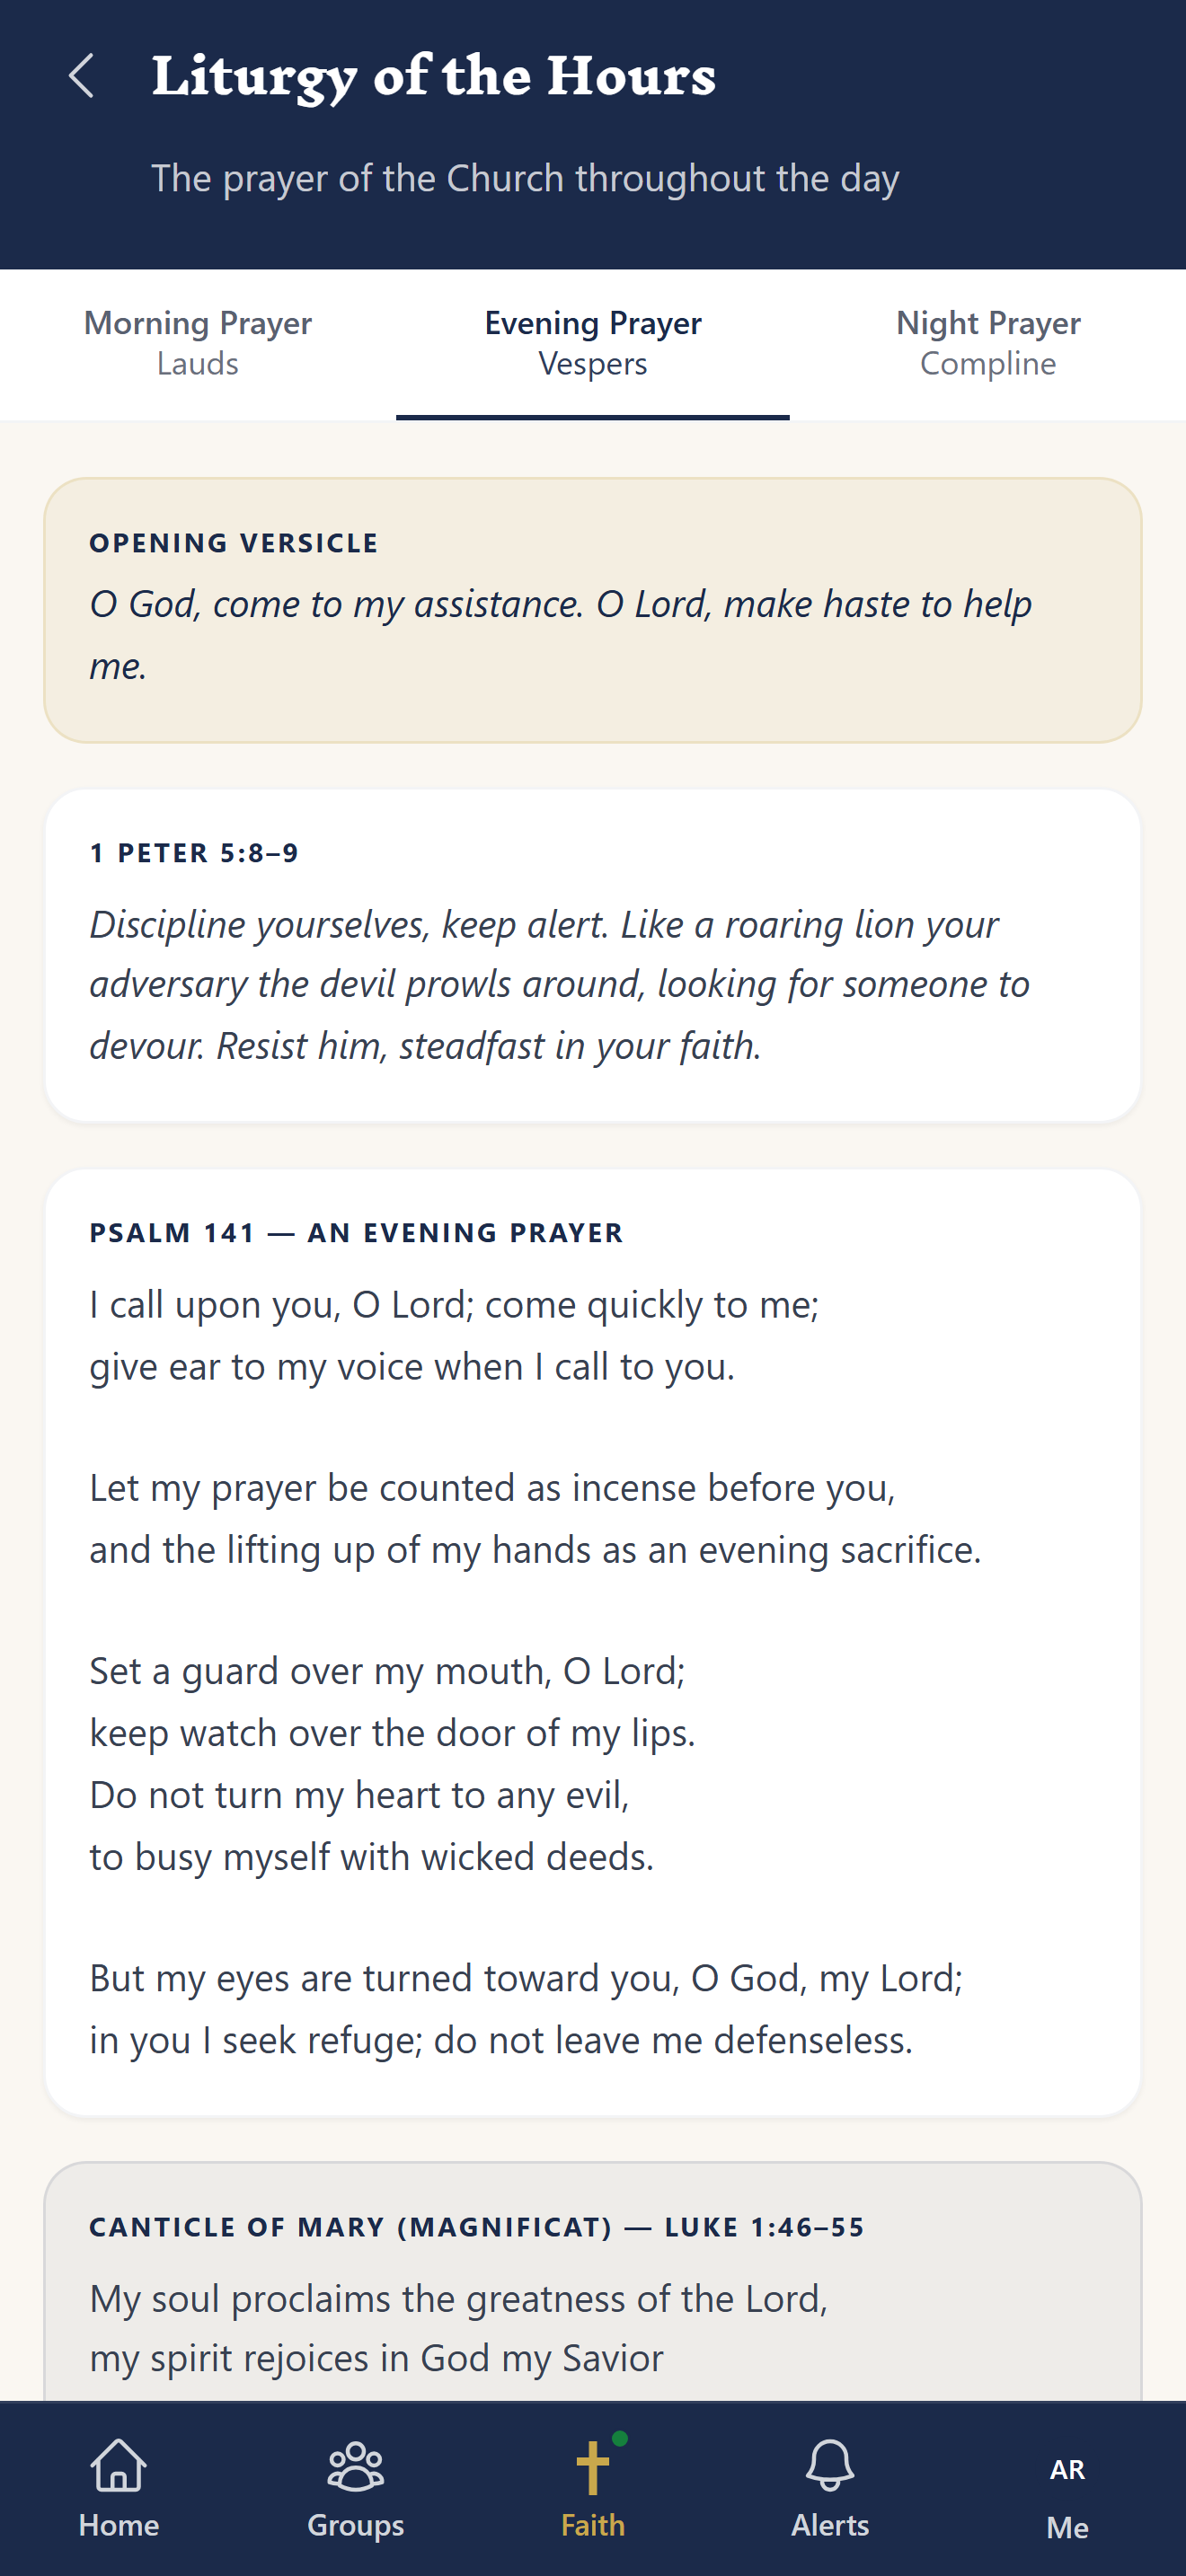 Liturgy of the Hours
The prayer of the Church throughout the day
Morning Prayer
Lauds
Evening Prayer
Vespers
Night Prayer
Compline
OPENING VERSICLE
O God, come to my assistance. O Lord, make haste to help
me.
1 PETER 5:8–9
Discipline yourselves, keep alert. Like a roaring lion your
adversary the devil prowls around, looking for someone to
devour. Resist him, steadfast in your faith.
PSALM 141 — AN EVENING PRAYER
I call upon you, O Lord; come quickly to me;
give ear to my voice when I call to you.
Let my prayer be counted as incense before you,
and the lifting up of my hands as an evening sacrifice.
Set a guard over my mouth, O Lord;
keep watch over the door of my lips.
Do not turn my heart to any evil,
to busy myself with wicked deeds.
But my eyes are turned toward you, O God, my Lord;
in you I seek refuge; do not leave me defenseless.
CANTICLE OF MARY (MAGNIFICAT) — LUKE 1:46–55
My soul proclaims the greatness of the Lord,
my spirit rejoices in God my Savior
Home
Groups
Faith
Alerts
AR
Me